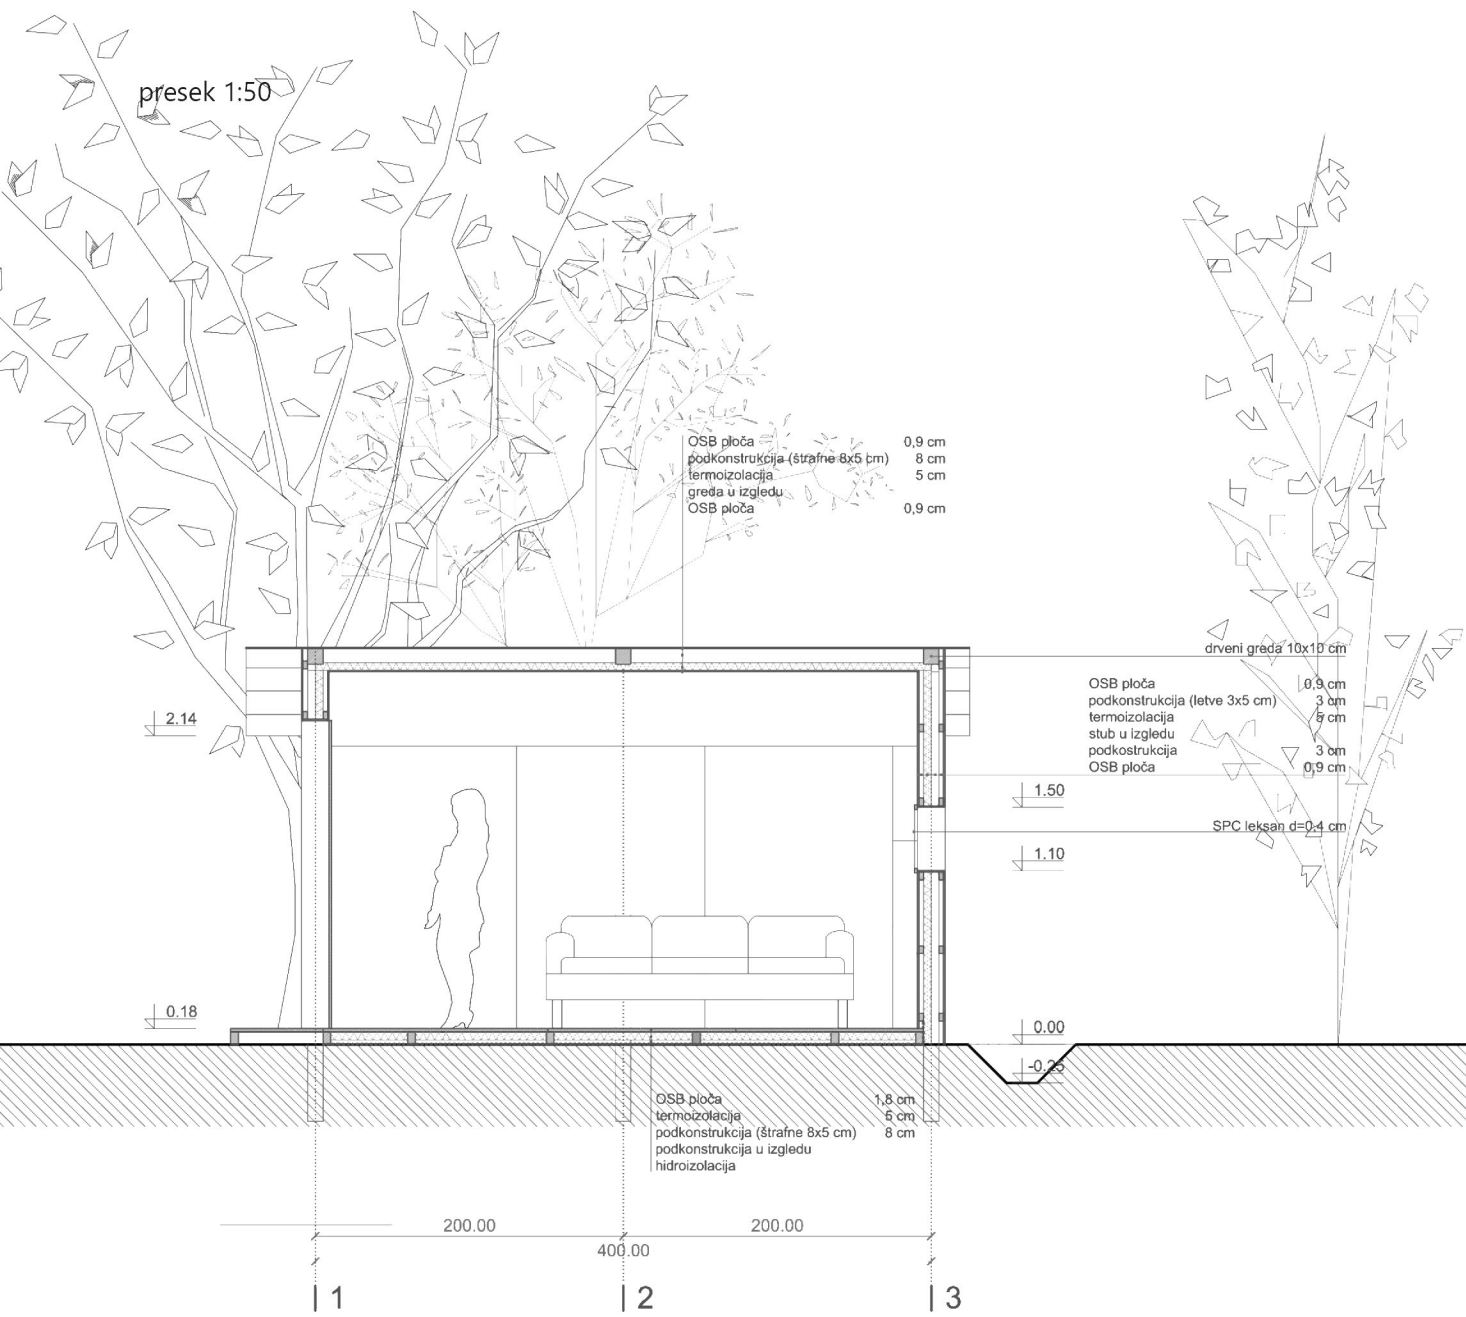 presek 1:50
OSB ploča 0,9 cm
podkonstrukcija (štrafne 8x5 cm) 8 cm
termoizolacija 5 cm
greda u izgledu
OSB ploča 0,9 cm
drveni greda 10x10 cm
OSB ploča 0,9 cm
podkonstrukcija (letve 3x5 cm) 3 cm
termoizolacija 5 cm
stub u izgledu
podkostrukcija 3 cm
OSB ploča 0,9 cm
2.14
1.50
SPC leksan d=0.4 cm
1.10
0.18
0.00
-0.25
OSB ploča 1,8 cm
termoizolacija 5 cm
podkonstrukcija (štrafne 8x5 cm) 8 cm
podkonstrukcija u izgledu
hidroizolacija
200.00 200.00
400.00
1 2 3